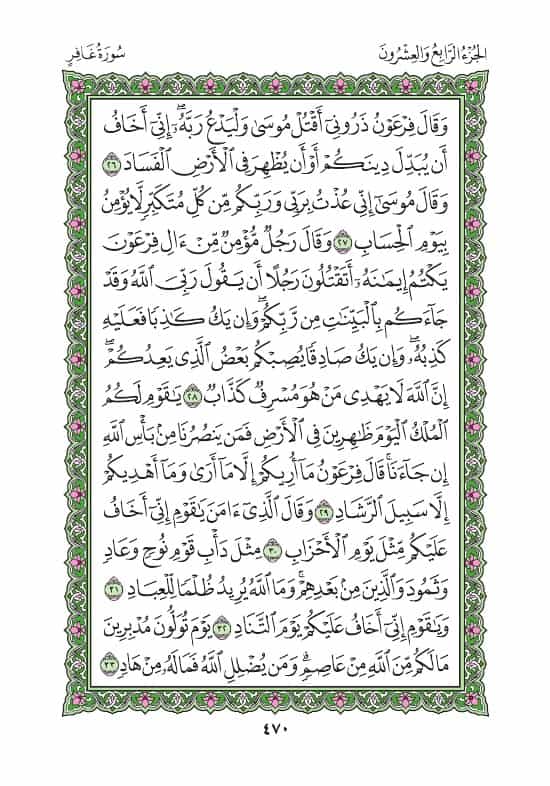 الجُزْءُ الرَّابِعُ وَالعِشْرُونَ
سُورَةُ غَافِرٍ
وَقَالَ فِرْعَوْنُ ذَرُونِيٓ أَقْتُلْ مُوسَىٰ وَلْيَدْعُ رَبَّهُۥٓۖ إِنِّيٓ أَخَافُ
أَن يُبَدِّلَ دِينَكُمْ أَوْ أَن يُظْهِرَ فِي ٱلْأَرْضِ ٱلْفَسَادَ ٢٦
وَقَالَ مُوسَىٰٓ إِنِّي عُذْتُ بِرَبِّي وَرَبِّكُم مِّن كُلِّ مُتَكَبِّرٍ لَّا يُؤْمِنُ
بِيَوْمِ ٱلْحِسَابِ ٢٧ وَقَالَ رَجُلٌ مُّؤْمِنٌ مِّنْ ءَالِ فِرْعَوْنَ
يَكْتُمُ إِيمَٰنَهُۥٓ أَتَقْتُلُونَ رَجُلًا أَن يَقُولَ رَبِّيَ ٱللَّهُ وَقَدْ
جَآءَكُم بِٱلْبَيِّنَٰتِ مِن رَّبِّكُمْۖ وَإِن يَكُ كَٰذِبًا فَعَلَيْهِ
كَذِبُهُۥۖ وَإِن يَكُ صَادِقًا يُصِبْكُم بَعْضُ ٱلَّذِي يَعِدُكُمْۖ
إِنَّ ٱللَّهَ لَا يَهْدِي مَنْ هُوَ مُسْرِفٌ كَذَّابٌ ٢٨ يَٰقَوْمِ لَكُمُ
ٱلْمُلْكُ ٱلْيَوْمَ ظَٰهِرِينَ فِي ٱلْأَرْضِ فَمَن يَنصُرُنَا مِنۢ بَأْسِ ٱللَّهِ
إِن جَآءَنَاۚ قَالَ فِرْعَوْنُ مَآ أُرِيكُمْ إِلَّا مَآ أَرَىٰ وَمَآ أَهْدِيكُمْ
إِلَّا سَبِيلَ ٱلرَّشَادِ ٢٩ وَقَالَ ٱلَّذِيٓ ءَامَنَ يَٰقَوْمِ إِنِّيٓ أَخَافُ
عَلَيْكُم مِّثْلَ يَوْمِ ٱلْأَحْزَابِ ٣٠ مِثْلَ دَأْبِ قَوْمِ نُوحٍ وَعَادٍ
وَثَمُودَ وَٱلَّذِينَ مِنۢ بَعْدِهِمْۚ وَمَا ٱللَّهُ يُرِيدُ ظُلْمًا لِّلْعِبَادِ ٣١
وَيَٰقَوْمِ إِنِّيٓ أَخَافُ عَلَيْكُمْ يَوْمَ ٱلتَّنَادِ ٣٢ يَوْمَ تُوَلُّونَ مُدْبِرِينَ
مَا لَكُم مِّنَ ٱللَّهِ مِنْ عَاصِمٍۗ وَمَن يُضْلِلِ ٱللَّهُ فَمَا لَهُۥ مِنْ هَادٍ ٣٣
٤٧٠